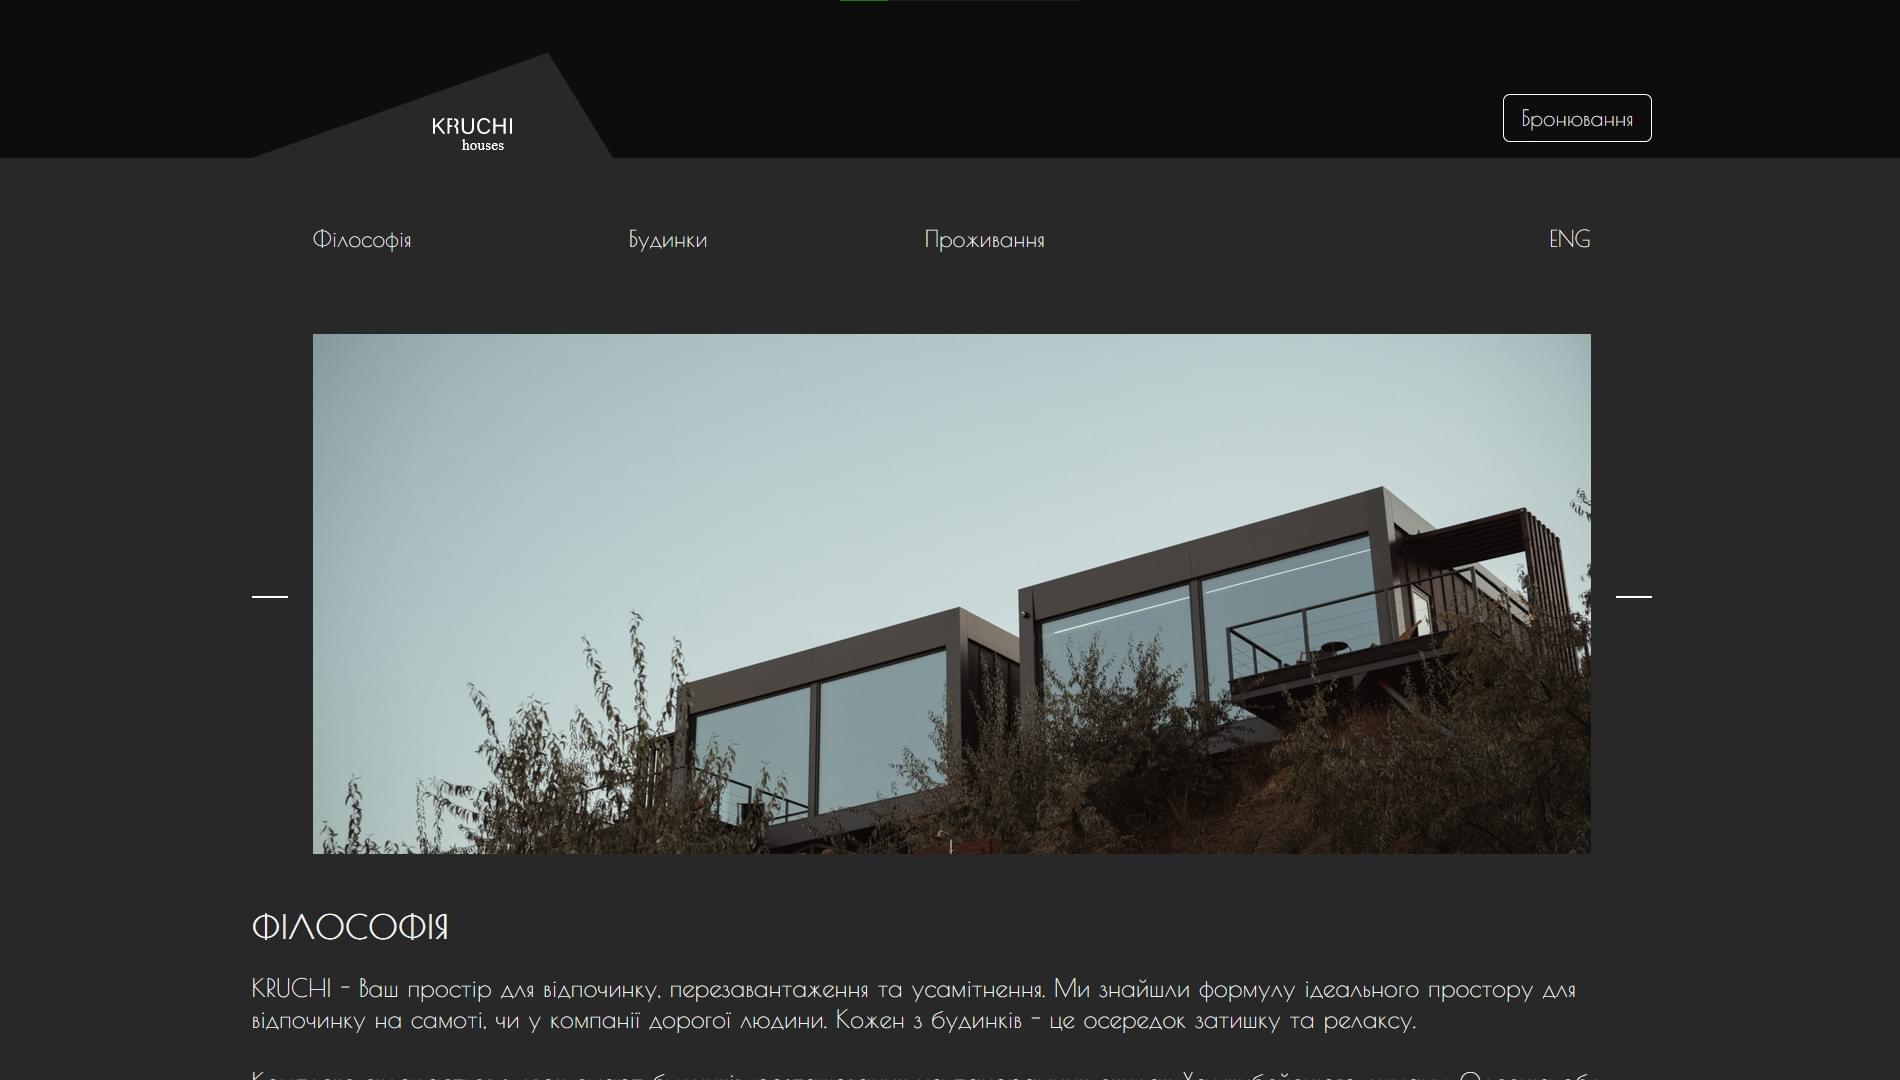 KRUCHI
houses
Бронювання
Філософія
Будинки
Проживання
ENG
ФІЛОСОФІЯ
KRUCHI – Ваш простір для відпочинку, перезавантаження та усамітнення. Ми знайшли формулу ідеального простору для
відпочинку на самоті, чи у компанії дорогої людини. Кожен з будинків – це осередок затишку та релаксу.